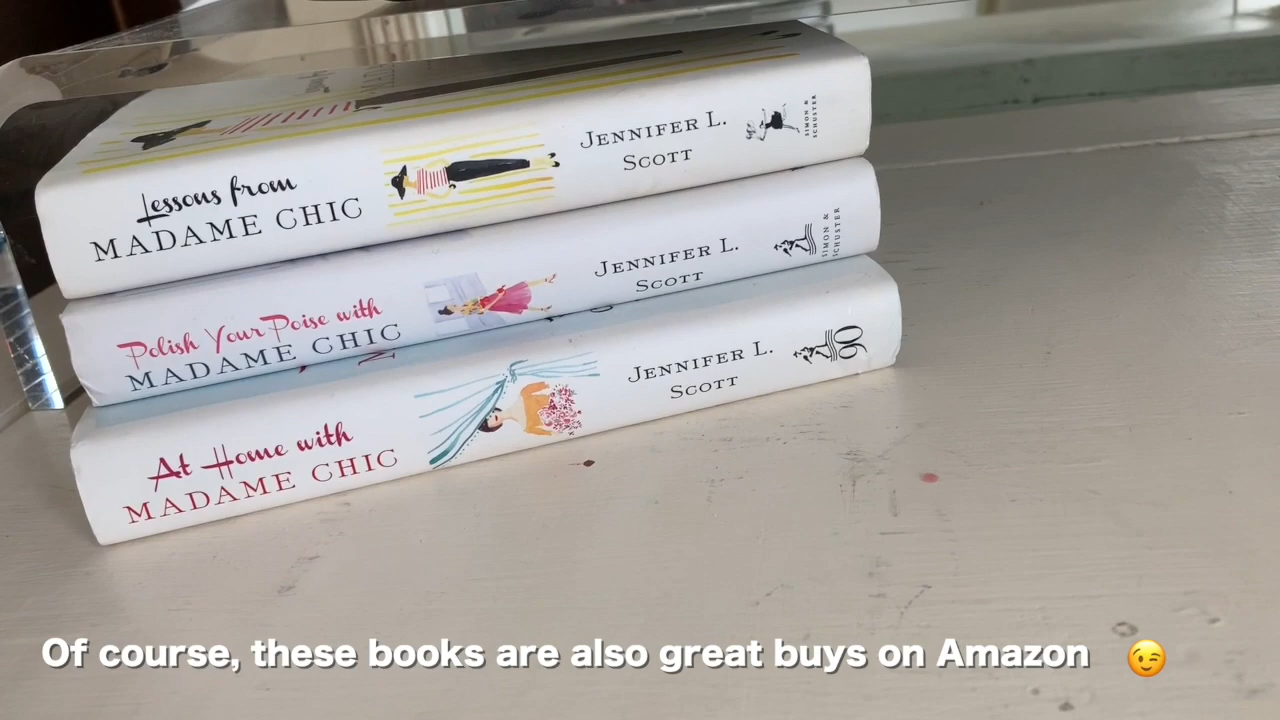 Lessons from
MADAME CHIC
JENNIFER L.
SCOTT
SIMON &
SCHUSTER
Polish Your Poise with
MADAME CHIC
JENNIFER L.
SCOTT
SIMON &
SCHUSTER
At Home with
MADAME CHIC
JENNIFER L.
SCOTT
90
Of course, these books are also great buys on Amazon 😉